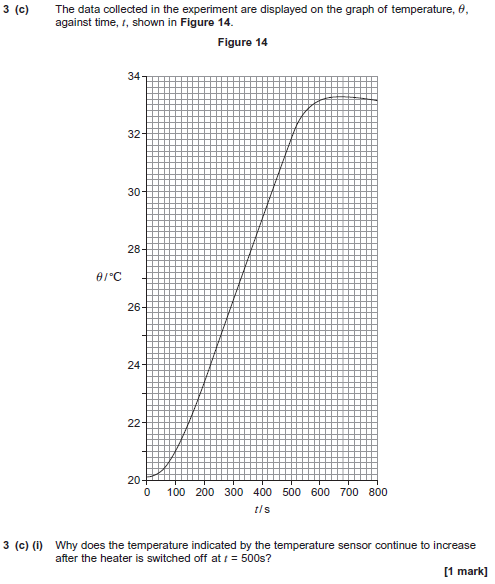 3 (c) The data collected in the experiment are displayed on the graph of temperature, θ,
against time, t, shown in Figure 14.
Figure 14
34
32
30
28
θ / °C
26
24
22
20
0 100 200 300 400 500 600 700 800
t / s
3 (c) (i) Why does the temperature indicated by the temperature sensor continue to increase
after the heater is switched off at t = 500s?
[1 mark]